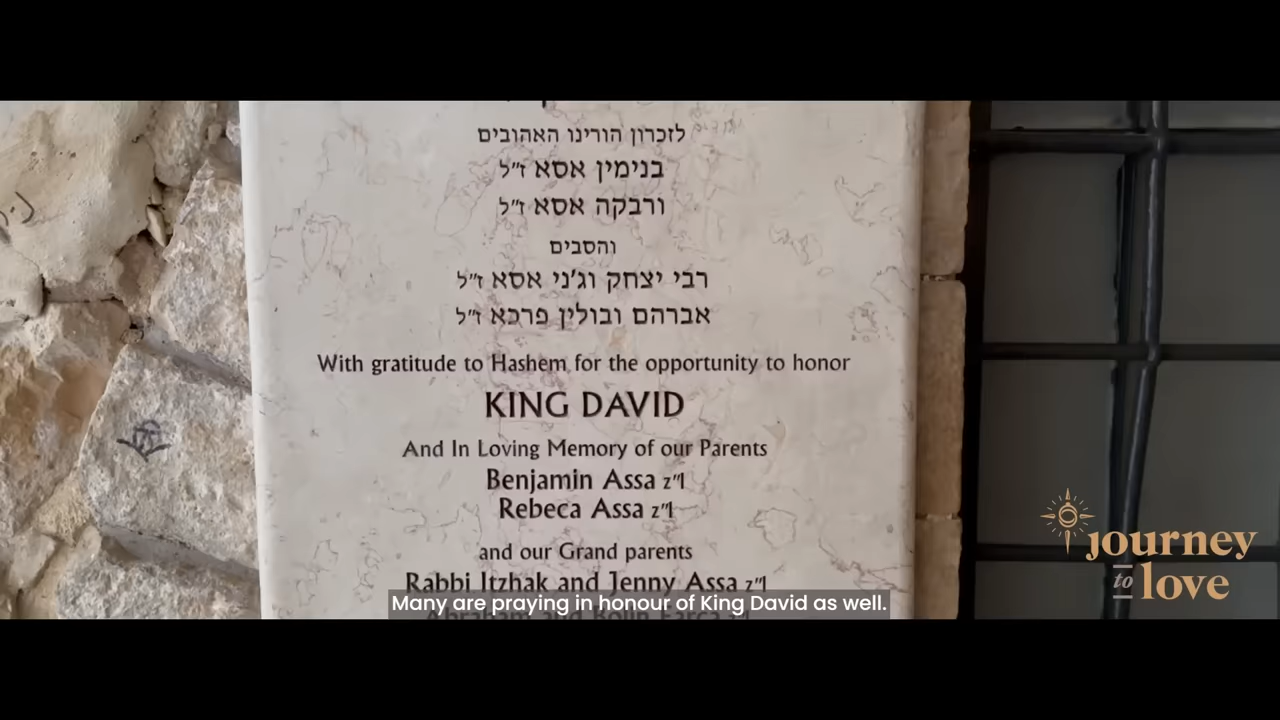 לזכרון הורינו האהובים
בנימין אסא ז״ל
ורבקה אסא ז״ל
והסבים
רבי יצחק וג׳ני אסא ז״ל
אברהם ובולין פרכא ז״ל
With gratitude to Hashem for the opportunity to honor
KING DAVID
And In Loving Memory of our Parents
Benjamin Assa z"l
Rebeca Assa z"l
and our Grand parents
Rabbi Itzhak and Jenny Assa z"l
Many are praying in honour of King David as well.
journey
to love